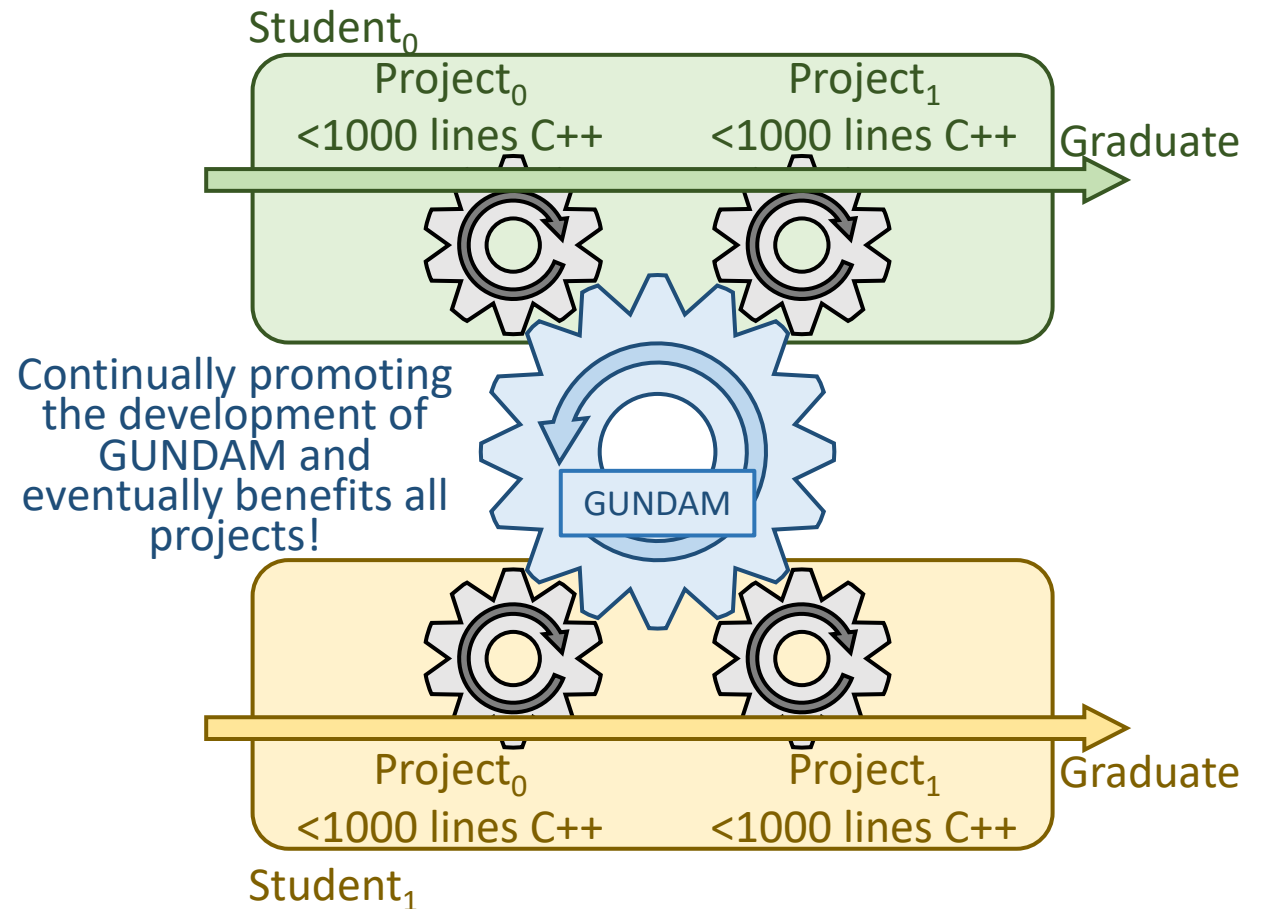 Student₀
Project₀
<1000 lines C++
Project₁
<1000 lines C++
Graduate
Continually promoting
the development of
GUNDAM and
eventually benefits all
projects!
GUNDAM
Project₀
<1000 lines C++
Project₁
<1000 lines C++
Graduate
Student₁